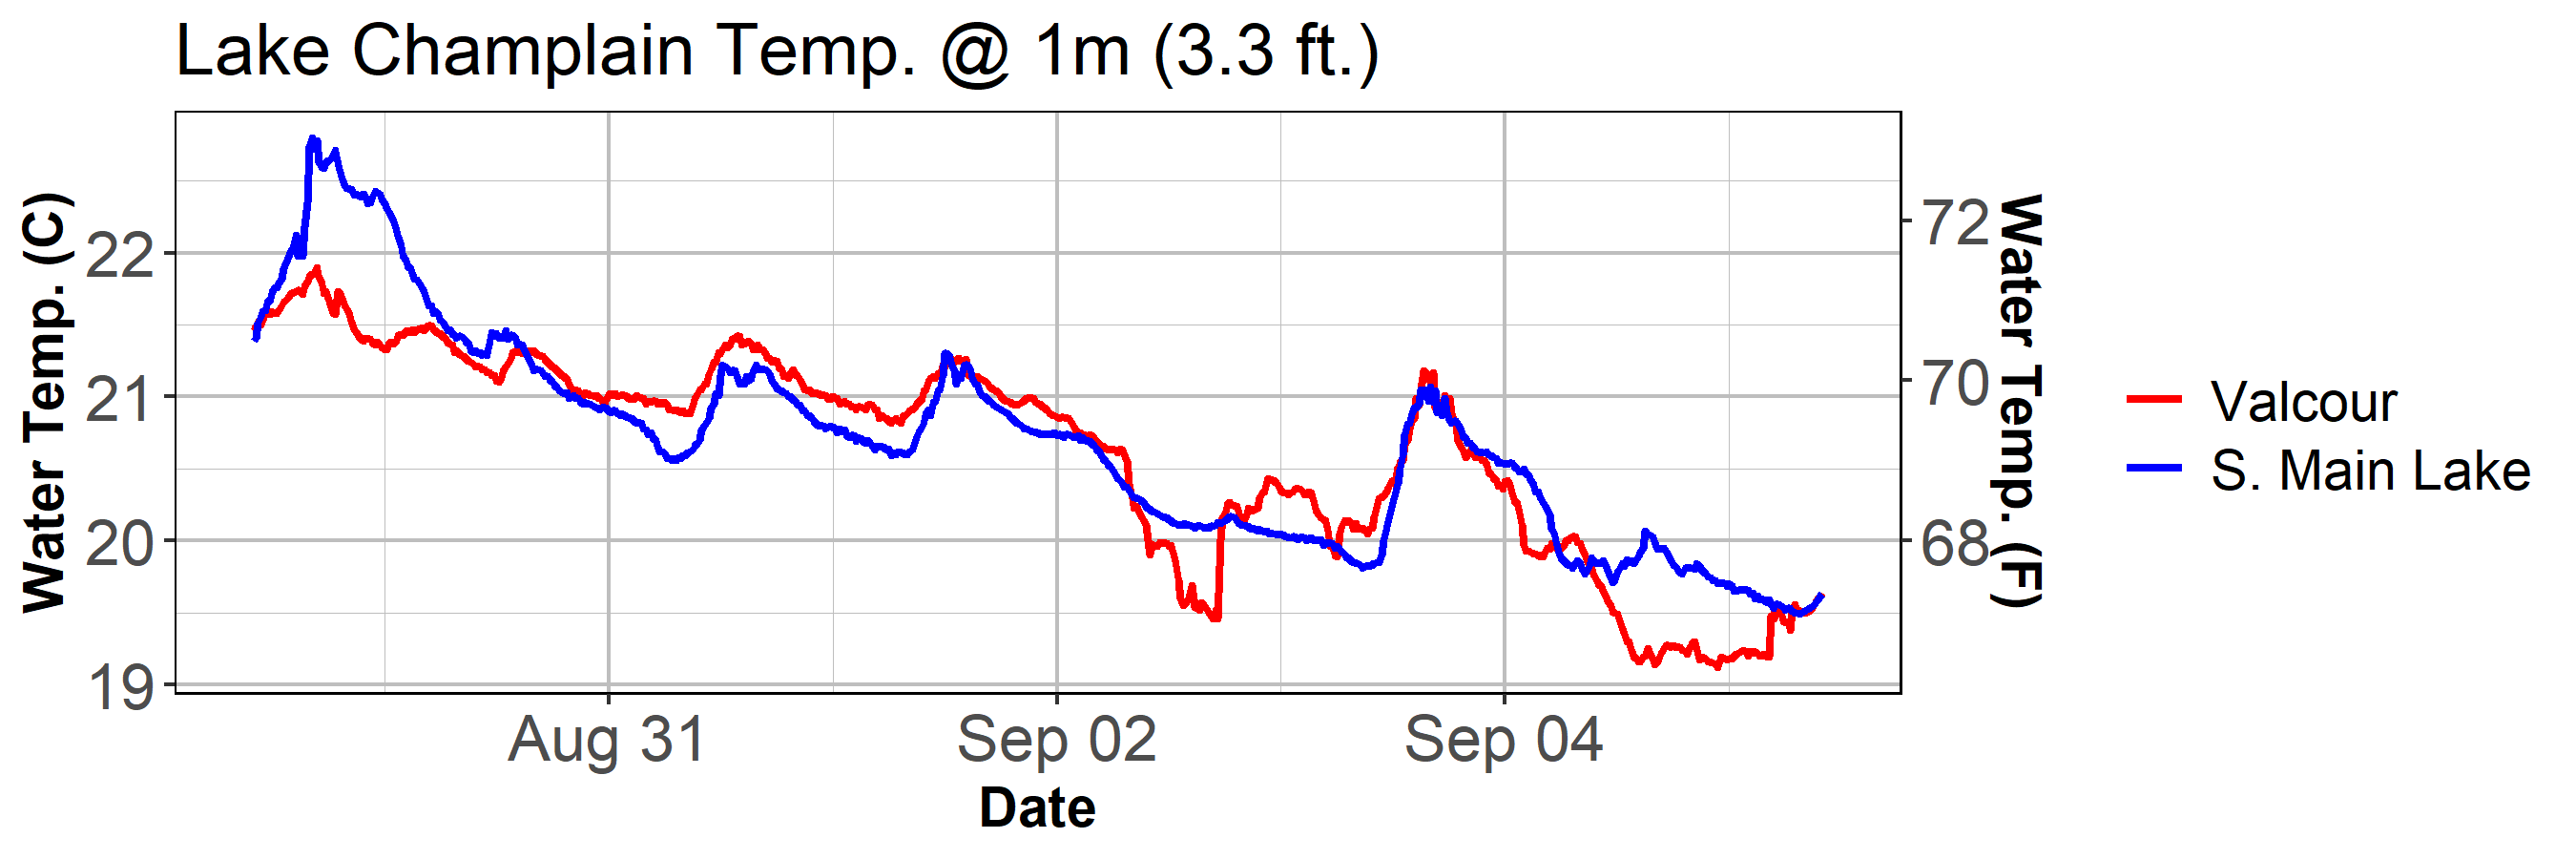 Lake Champlain Temp. @ 1m (3.3 ft.)
Water Temp. (C)
22
21
20
19
72
70
68
Water Temp. (F)
Aug 31
Sep 02
Sep 04
Date
Valcour
S. Main Lake